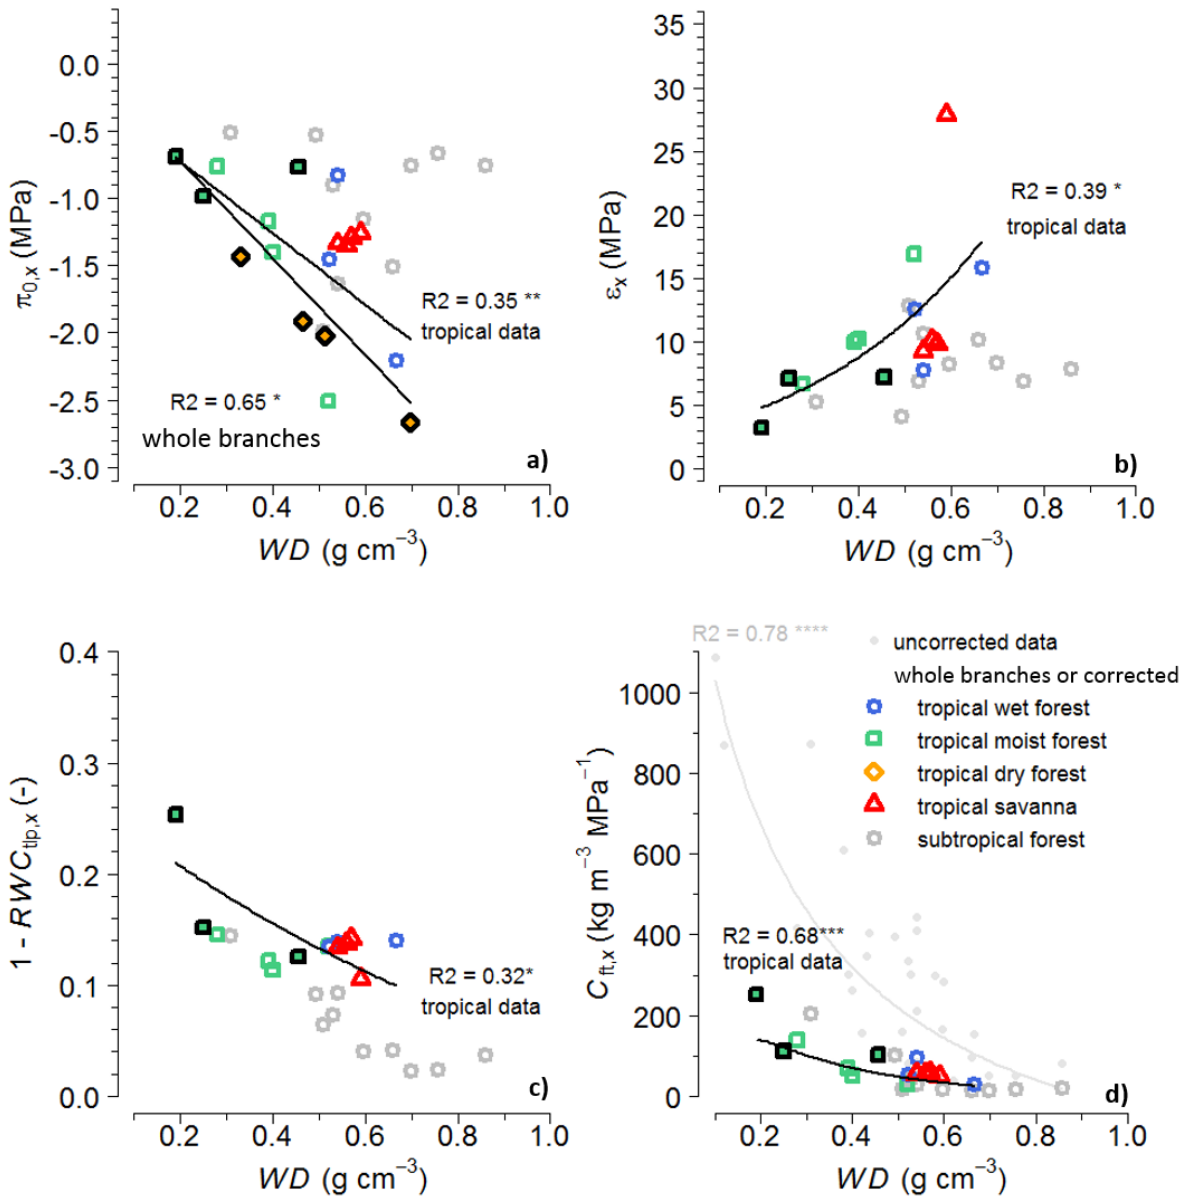 0.0
-0.5
-1.0
-1.5
-2.0
-2.5
-3.0
π0,x (MPa)
R2 = 0.35 **
tropical data
R2 = 0.65 *
whole branches
a)
0.2 0.4 0.6 0.8 1.0
WD (g cm−3)
35
30
25
20
15
10
5
0
εx (MPa)
R2 = 0.39 *
tropical data
b)
0.2 0.4 0.6 0.8 1.0
WD (g cm−3)
0.4
0.3
0.2
0.1
0.0
1 - RWCtlp,x (-)
R2 = 0.32*
tropical data
c)
0.2 0.4 0.6 0.8 1.0
WD (g cm−3)
R2 = 0.78 ****
uncorrected data
whole branches or corrected
tropical wet forest
tropical moist forest
tropical dry forest
tropical savanna
subtropical forest
1000
800
600
400
200
0
Cft,x (kg m−3 MPa−1)
R2 = 0.68***
tropical data
d)
0.2 0.4 0.6 0.8 1.0
WD (g cm−3)